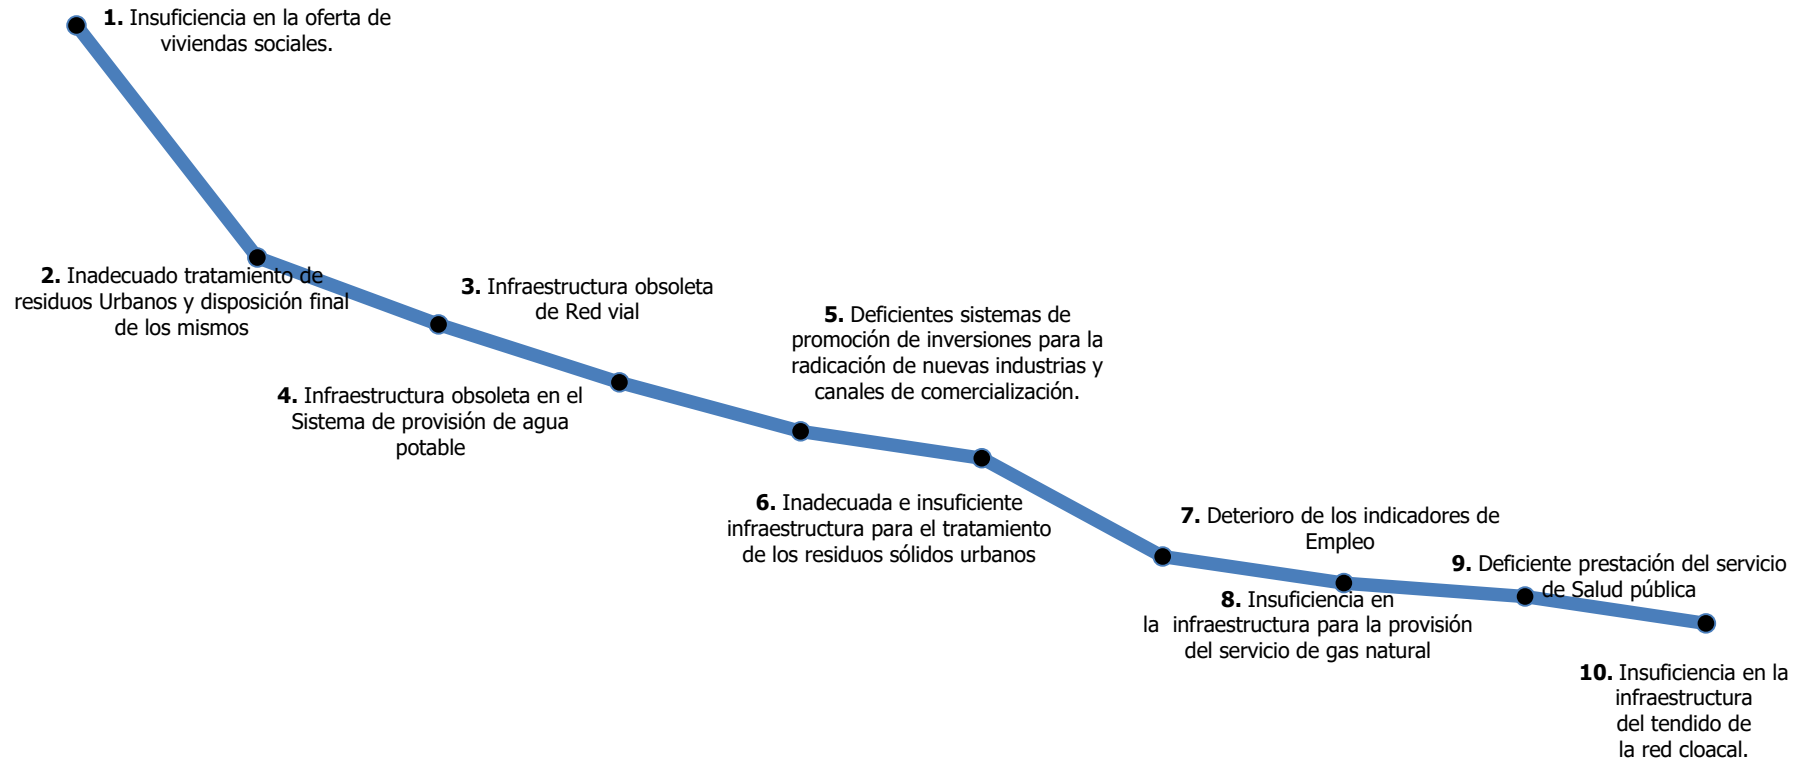 1. Insuficiencia en la oferta de
viviendas sociales.
2. Inadecuado tratamiento de
residuos Urbanos y disposición final
de los mismos
3. Infraestructura obsoleta
de Red vial
4. Infraestructura obsoleta en el
Sistema de provisión de agua
potable
5. Deficientes sistemas de
promoción de inversiones para la
radicación de nuevas industrias y
canales de comercialización.
6. Inadecuada e insuficiente
infraestructura para el tratamiento
de los residuos sólidos urbanos
7. Deterioro de los indicadores de
Empleo
8. Insuficiencia en
la  infraestructura para la provisión
del servicio de gas natural
9. Deficiente prestación del servicio
de Salud pública
10. Insuficiencia en la
infraestructura
del tendido de
la red cloacal.